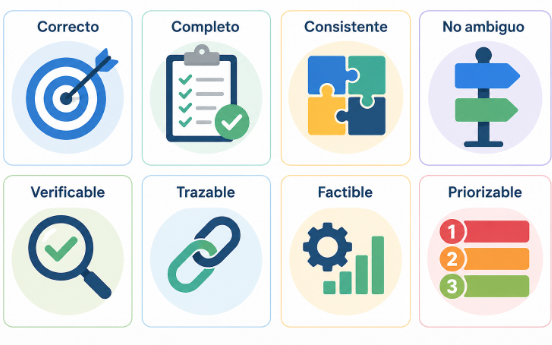 Correcto
Completo
Consistente
No ambiguo
Verificable
Trazable
Factible
Priorizable
1
2
3